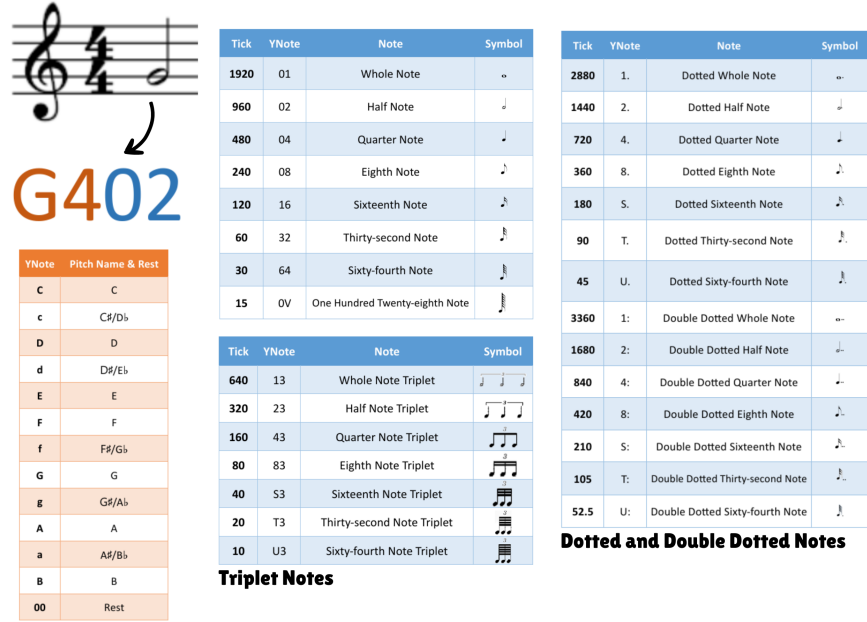 4
4
G402
YNote Pitch Name & Rest
C C
c C♯/D♭
D D
d D♯/E♭
E E
F F
f F♯/G♭
G G
g G♯/A♭
A A
a A♯/B♭
B B
00 Rest
Tick YNote Note Symbol
1920 01 Whole Note
960 02 Half Note
480 04 Quarter Note
240 08 Eighth Note
120 16 Sixteenth Note
60 32 Thirty-second Note
30 64 Sixty-fourth Note
15 0V One Hundred Twenty-eighth Note
Tick YNote Note Symbol
640 13 Whole Note Triplet
320 23 Half Note Triplet 3
160 43 Quarter Note Triplet 3
80 83 Eighth Note Triplet 3
40 S3 Sixteenth Note Triplet 3
20 T3 Thirty-second Note Triplet 3
10 U3 Sixty-fourth Note Triplet 3
Triplet Notes
Tick YNote Note Symbol
2880 1. Dotted Whole Note
1440 2. Dotted Half Note
720 4. Dotted Quarter Note
360 8. Dotted Eighth Note
180 S. Dotted Sixteenth Note
90 T. Dotted Thirty-second Note
45 U. Dotted Sixty-fourth Note
3360 1: Double Dotted Whole Note
1680 2: Double Dotted Half Note
840 4: Double Dotted Quarter Note
420 8: Double Dotted Eighth Note
210 S: Double Dotted Sixteenth Note
105 T: Double Dotted Thirty-second Note
52.5 U: Double Dotted Sixty-fourth Note
Dotted and Double Dotted Notes